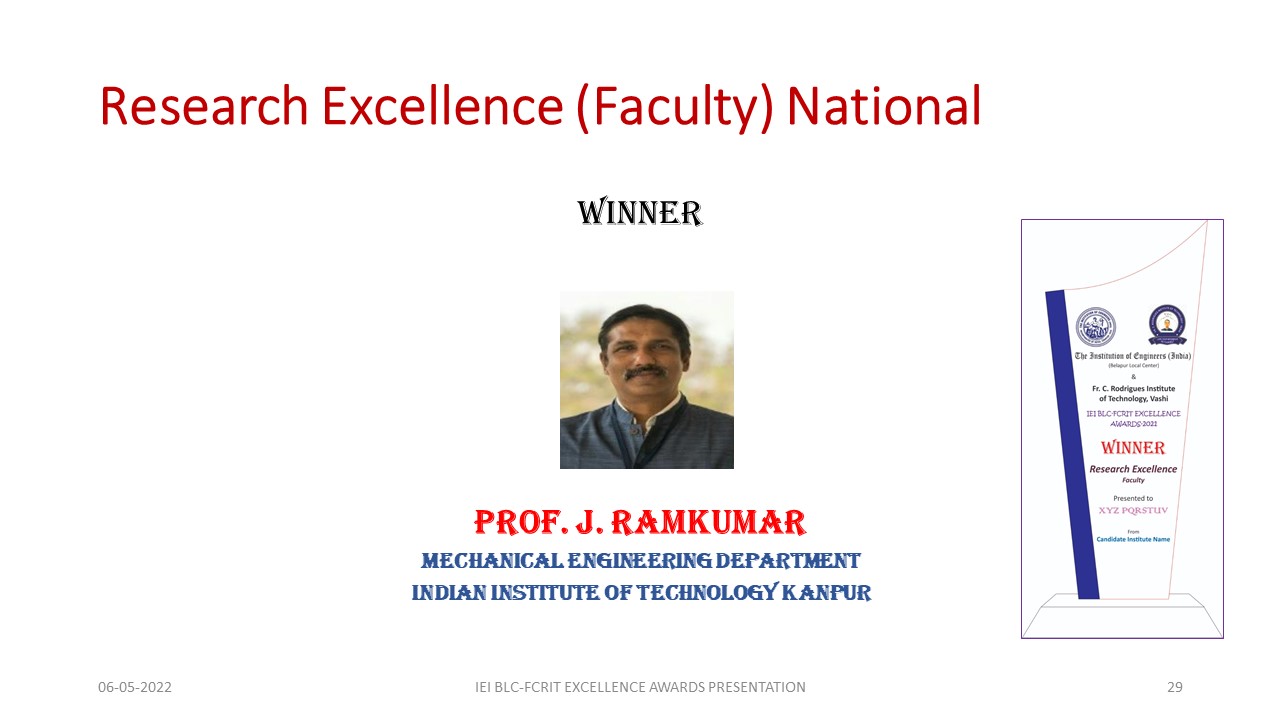 Research Excellence (Faculty) National
WINNER
PROF. J. RAMKUMAR
MECHANICAL ENGINEERING DEPARTMENT
INDIAN INSTITUTE OF TECHNOLOGY KANPUR
The Institution of Engineers (India)
(Belapur Local Center)
&
Fr. C. Rodrigues Institute
of Technology, Vashi
IEI BLC-FCRIT EXCELLENCE
AWARDS-2021
WINNER
Research Excellence
Faculty
Presented to
XYZ PQRSTUV
From
Candidate Institute Name
06-05-2022
IEI BLC-FCRIT EXCELLENCE AWARDS PRESENTATION
29